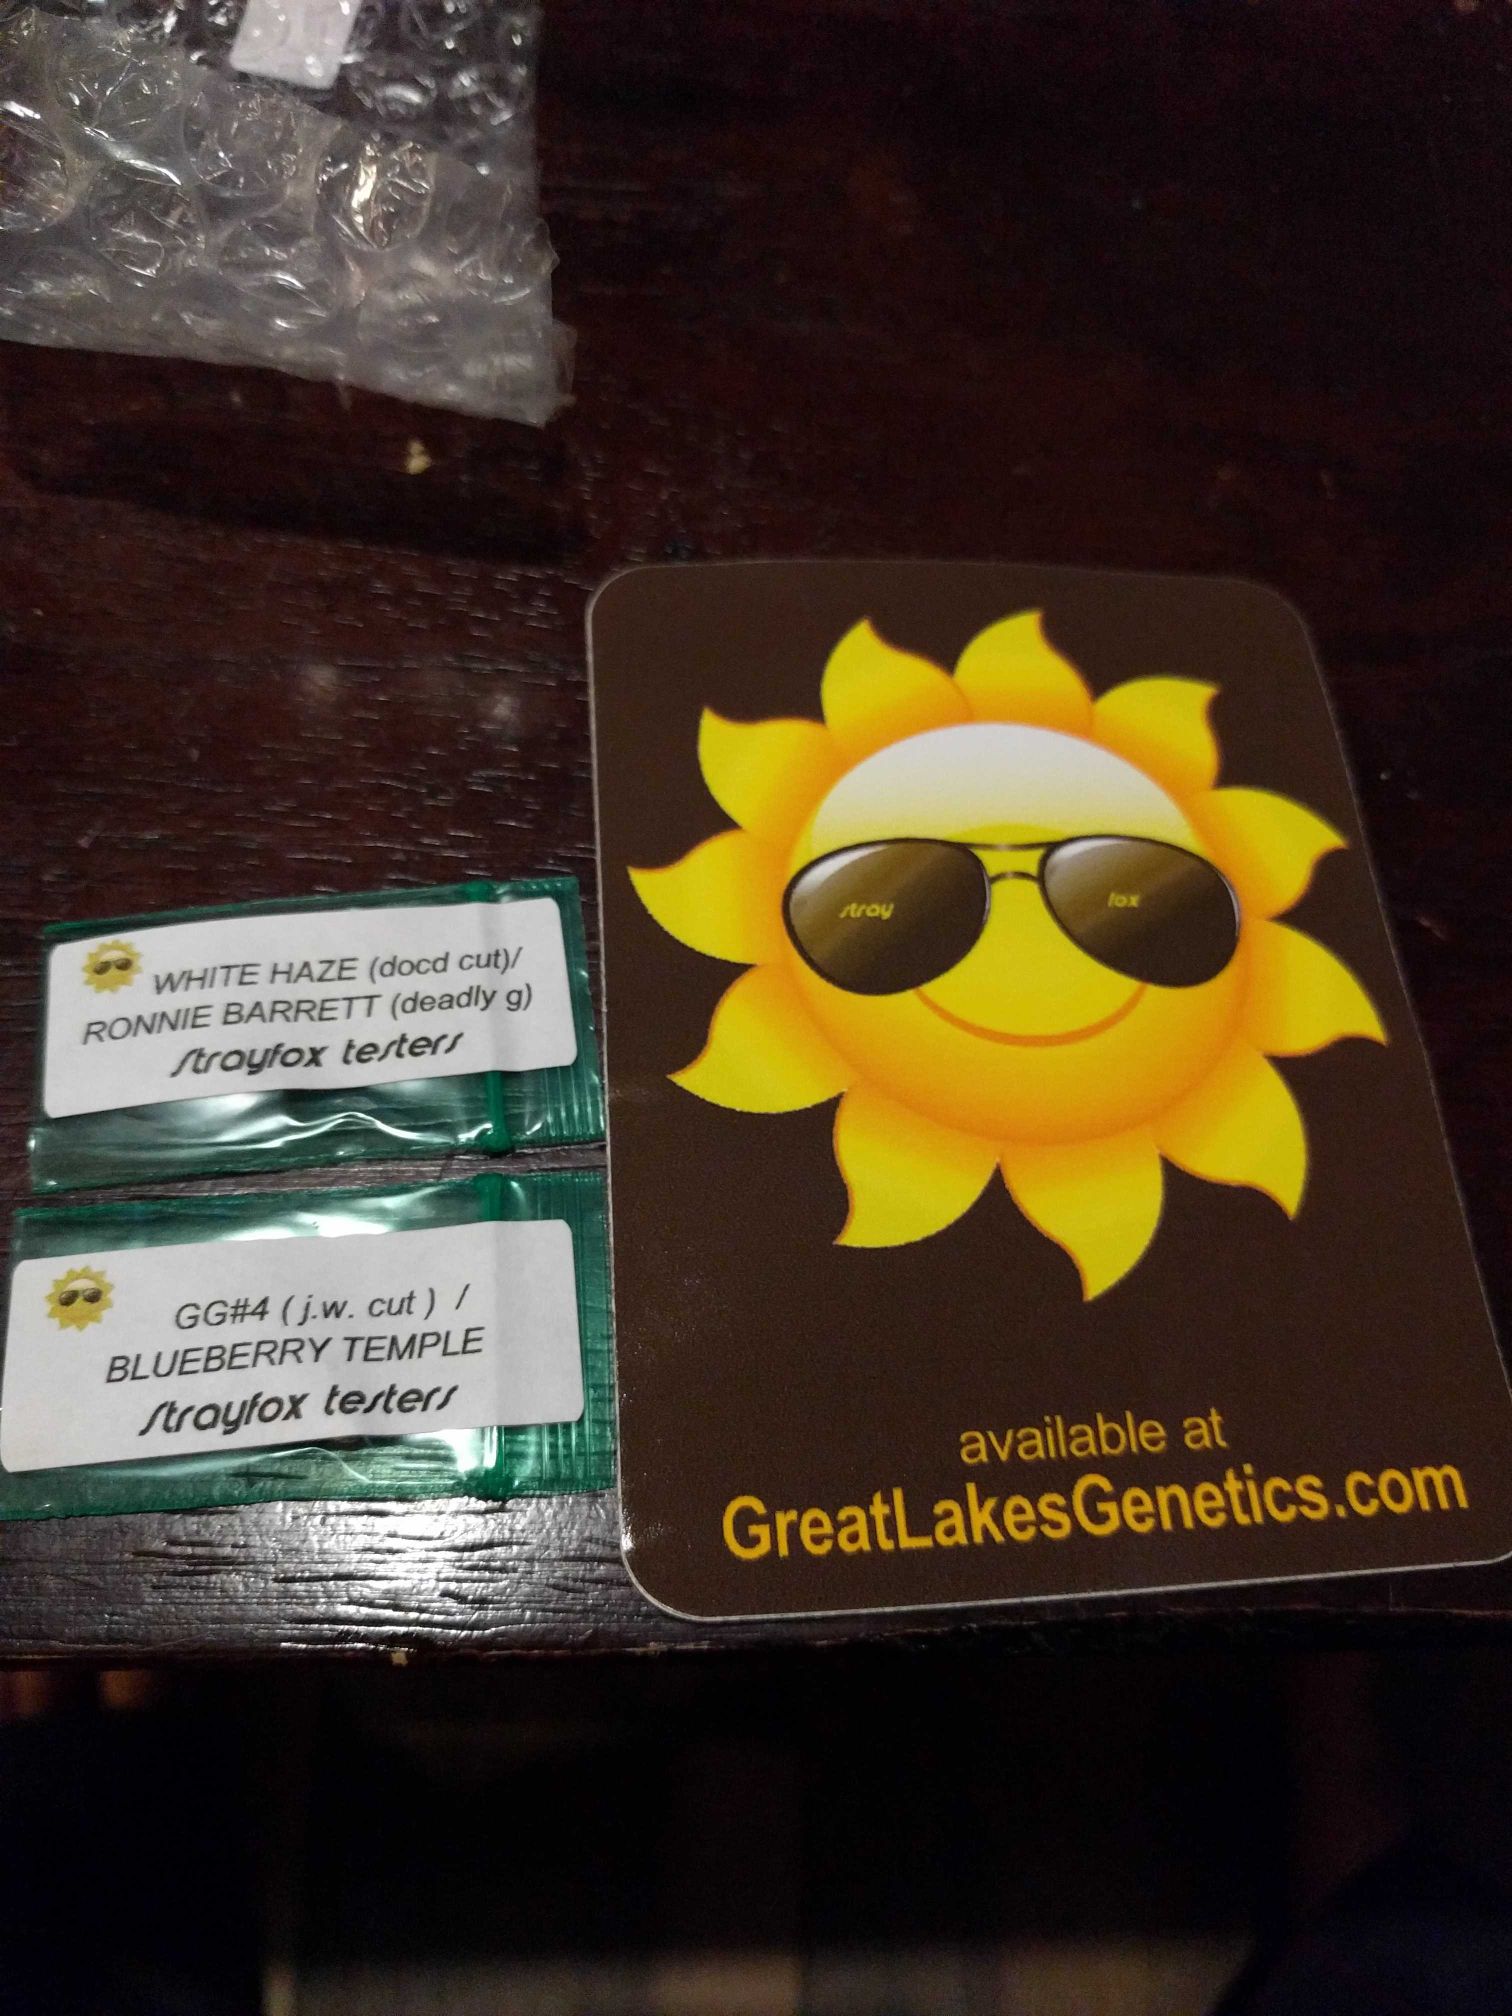 WHITE HAZE (docd cut)/
RONNIE BARRETT (deadly g)
strayfox testers
GG#4 ( j.w. cut ) /
BLUEBERRY TEMPLE
strayfox testers
stray fox
available at
GreatLakesGenetics.com